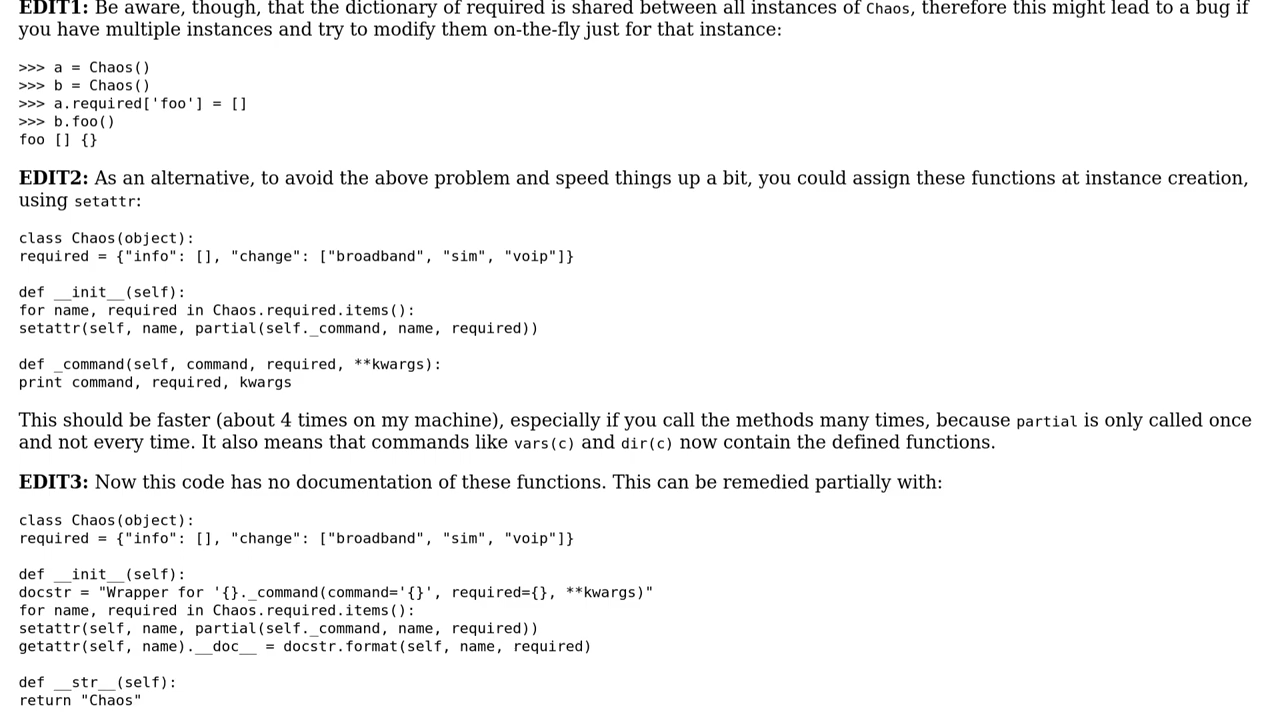 EDIT1: Be aware, though, that the dictionary of required is shared between all instances of Chaos, therefore this might lead to a bug if
you have multiple instances and try to modify them on-the-fly just for that instance:
>>> a = Chaos()
>>> b = Chaos()
>>> a.required['foo'] = []
>>> b.foo()
foo [] {}
EDIT2: As an alternative, to avoid the above problem and speed things up a bit, you could assign these functions at instance creation,
using setattr:
class Chaos(object):
required = {"info": [], "change": ["broadband", "sim", "voip"]}
def __init__(self):
for name, required in Chaos.required.items():
setattr(self, name, partial(self._command, name, required))
def _command(self, command, required, **kwargs):
print command, required, kwargs
This should be faster (about 4 times on my machine), especially if you call the methods many times, because partial is only called once
and not every time. It also means that commands like vars(c) and dir(c) now contain the defined functions.
EDIT3: Now this code has no documentation of these functions. This can be remedied partially with:
class Chaos(object):
required = {"info": [], "change": ["broadband", "sim", "voip"]}
def __init__(self):
docstr = "Wrapper for '{}._command(command='{}', required={}, **kwargs)"
for name, required in Chaos.required.items():
setattr(self, name, partial(self._command, name, required))
getattr(self, name).__doc__ = docstr.format(self, name, required)
def __str__(self):
return "Chaos"